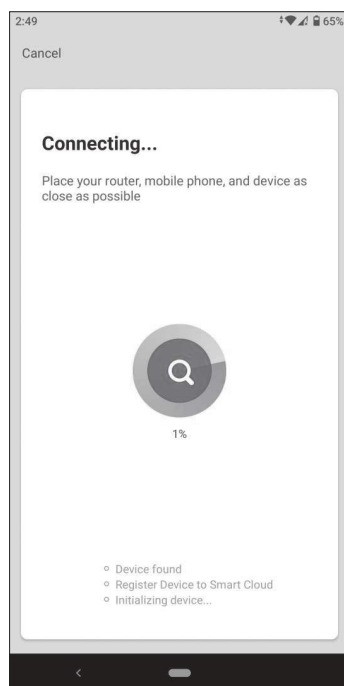 2:49
65%
Cancel
Connecting...
Place your router, mobile phone, and device as
close as possible
1%
Device found
Register Device to Smart Cloud
Initializing device...